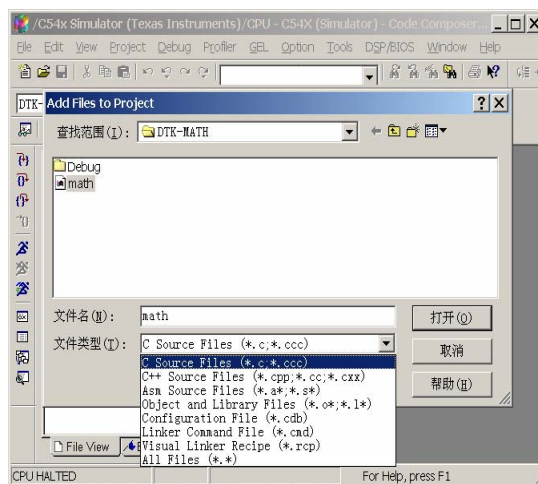 /C54x Simulator (Texas Instruments)/CPU - C54X (Simulator) - Code Composer...
File Edit View Project Debug Profiler GEL Option Tools DSP/BIOS Window Help
DTK-
Add Files to Project
查找范围(I): DTK-MATH
Debug
math
文件名(N): math 打开(O)
文件类型(T): C Source Files (*.c;*.ccc) 取消
C Source Files (*.c;*.ccc)
C++ Source Files (*.cpp;*.cc;*.cxx) 帮助(H)
Asm Source Files (*.a*;*.s*)
Object and Library Files (*.o*;*.l*)
Configuration File (*.cdb)
Linker Command File (*.cmd)
Visual Linker Recipe (*.rcp)
All Files (*.*)
File View
CPU HALTED For Help, press F1